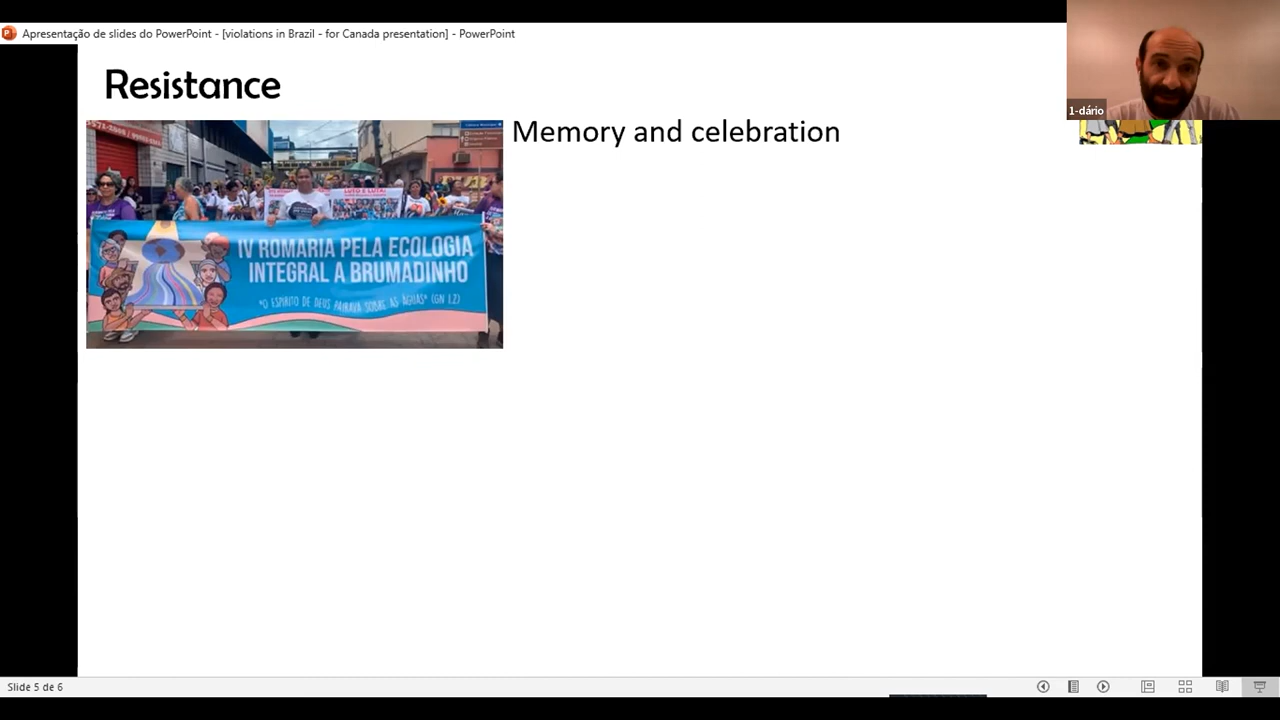 Apresentação de slides do PowerPoint - [violations in Brazil - for Canada presentation] - PowerPoint
1-dário
Resistance
Memory and celebration
LUTO E LUTA!
IV ROMARIA PELA ECOLOGIA
INTEGRAL A BRUMADINHO
"O ESPÍRITO DE DEUS PAIRAVA SOBRE AS ÁGUAS" (GN 1,2)
Slide 5 de 6